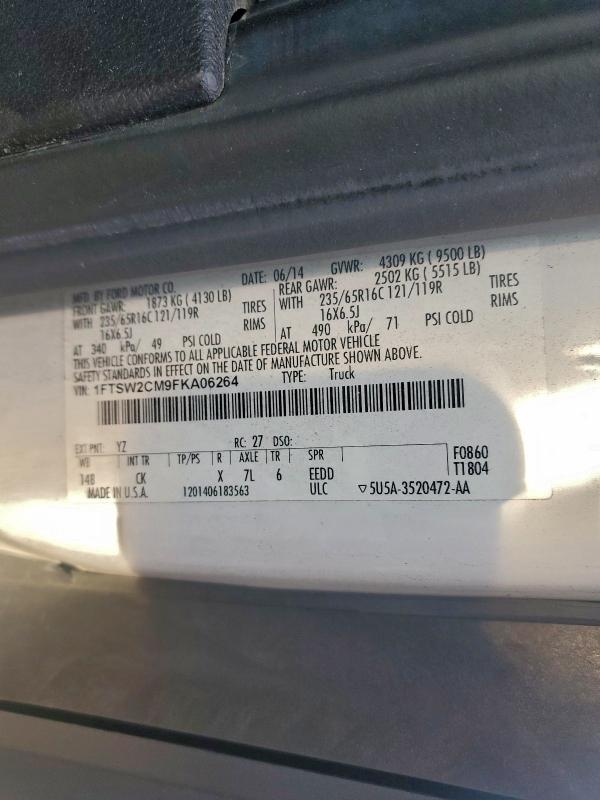 MFD. BY FORD MOTOR CO.
DATE: 06/14 GVWR: 4309 KG ( 9500 LB)
FRONT GAWR: 1873 KG ( 4130 LB) REAR GAWR: 2502 KG ( 5515 LB)
WITH 235/65R16C 121/119R TIRES WITH 235/65R16C 121/119R TIRES
16X6.5J RIMS 16X6.5J RIMS
AT 340 kPa/ 49 PSI COLD AT 490 kPa/ 71 PSI COLD
THIS VEHICLE CONFORMS TO ALL APPLICABLE FEDERAL MOTOR VEHICLE
SAFETY STANDARDS IN EFFECT ON THE DATE OF MANUFACTURE SHOWN ABOVE.
VIN: 1FTSW2CM9FKA06264 TYPE: Truck
EXT PNT: YZ RC: 27 DSO:
WB INT TR TP/PS R AXLE TR SPR F0860
148 CK X 7L 6 EEDD T1804
MADE IN U.S.A. 1201406183563 ULC ▽5U5A-3520472-AA